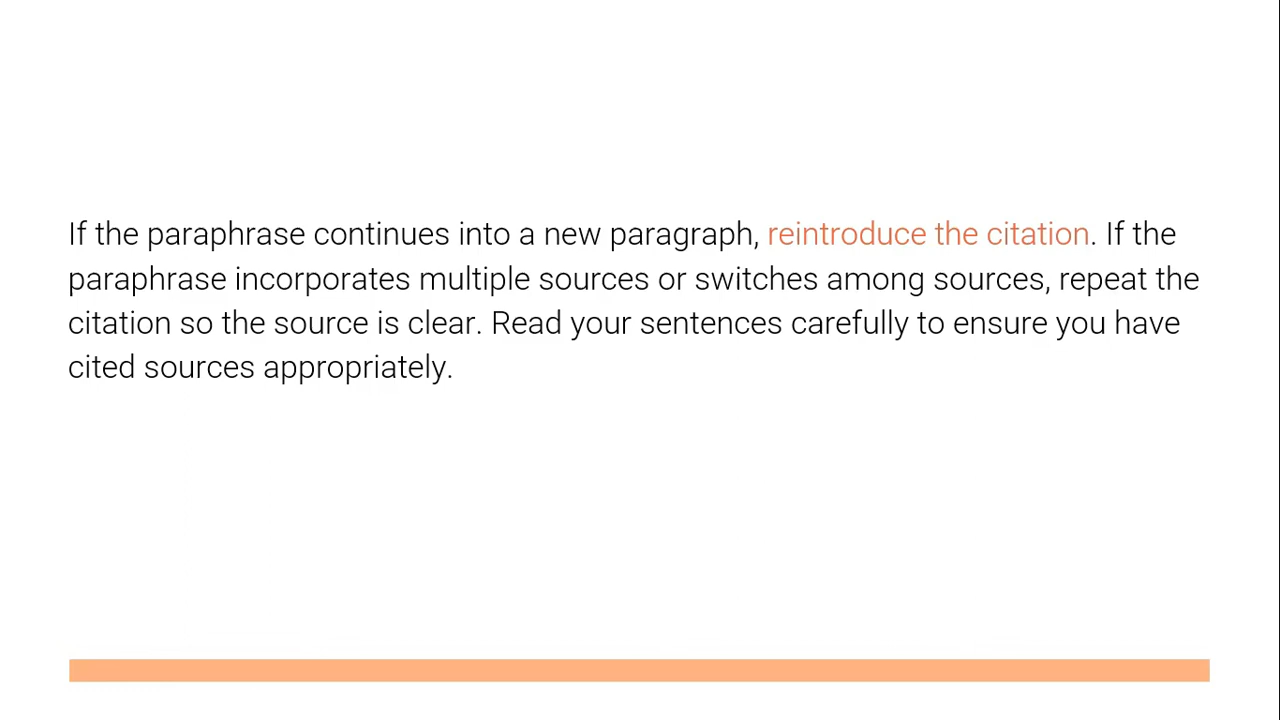 If the paraphrase continues into a new paragraph, reintroduce the citation. If the
paraphrase incorporates multiple sources or switches among sources, repeat the
citation so the source is clear. Read your sentences carefully to ensure you have
cited sources appropriately.